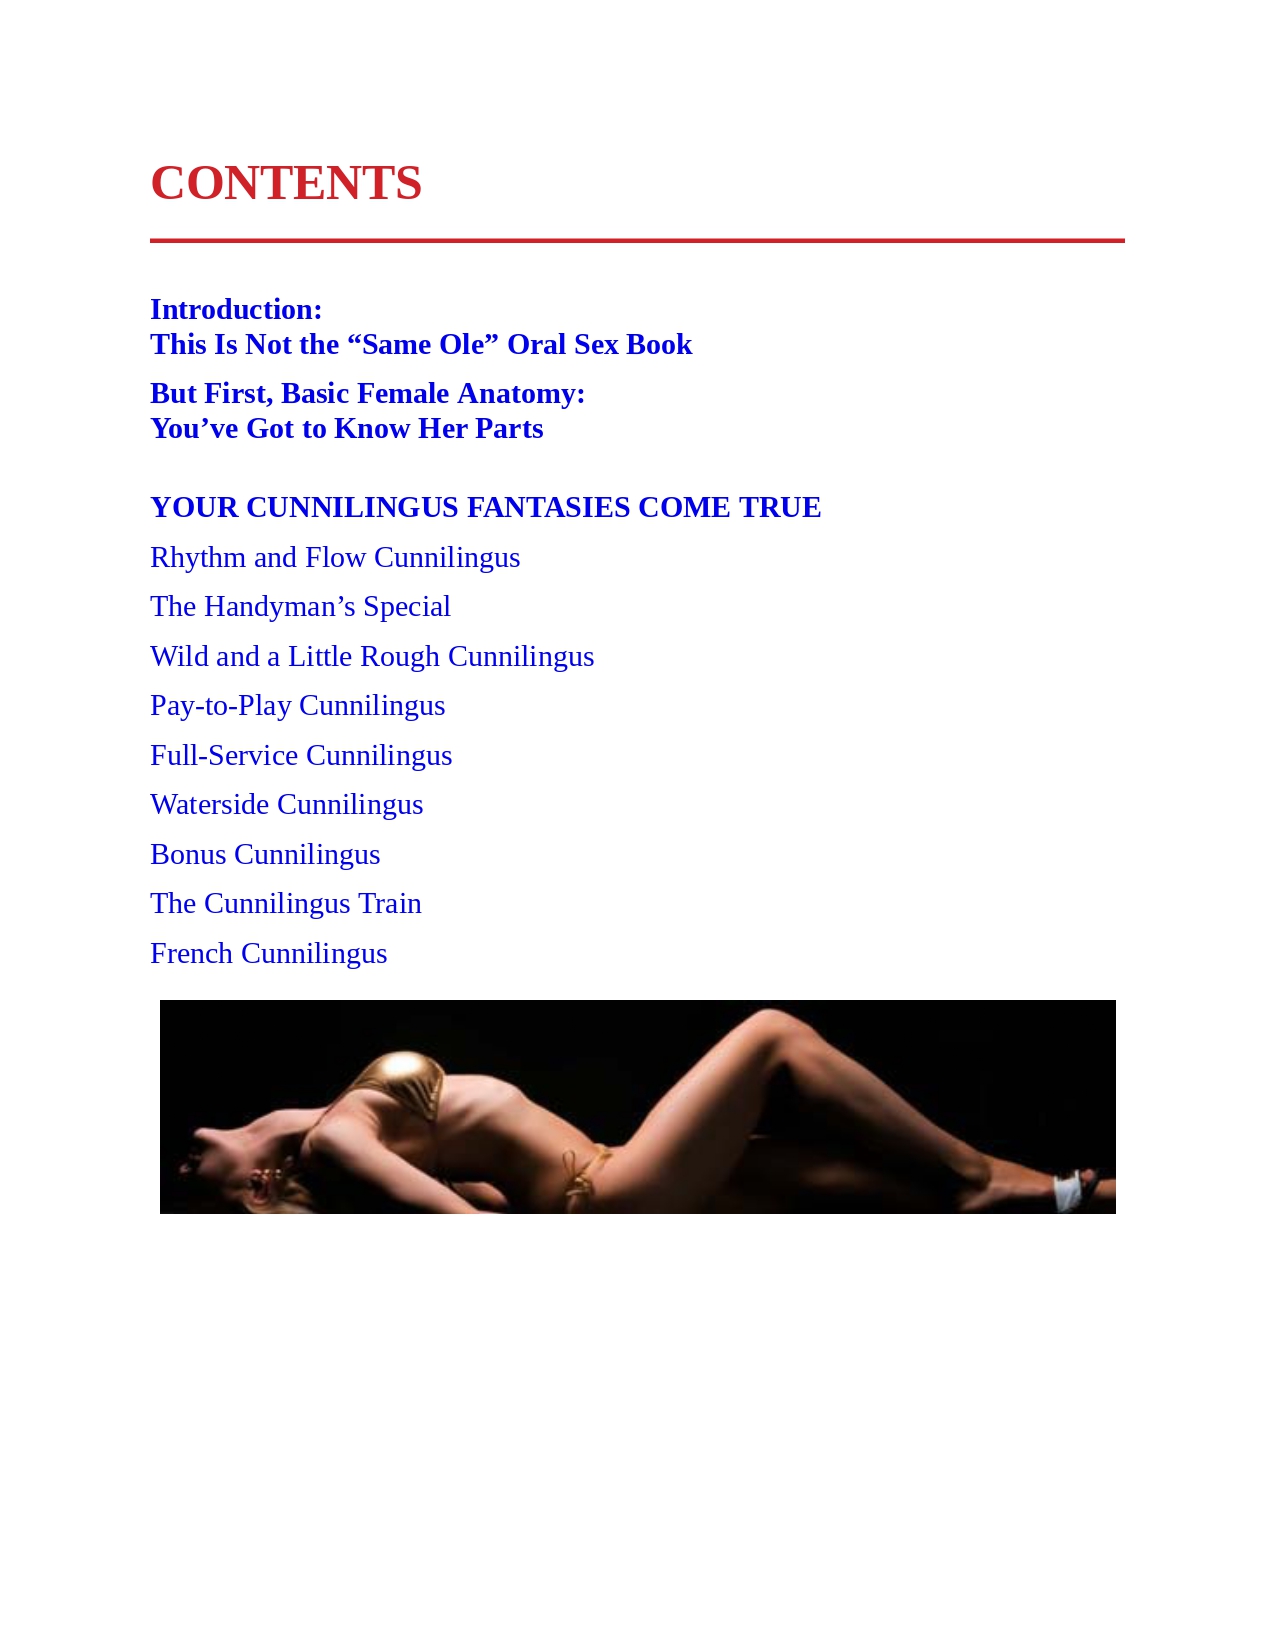 CONTENTS
Introduction:
This Is Not the “Same Ole” Oral Sex Book
But First, Basic Female Anatomy:
You’ve Got to Know Her Parts
YOUR CUNNILINGUS FANTASIES COME TRUE
Rhythm and Flow Cunnilingus
The Handyman’s Special
Wild and a Little Rough Cunnilingus
Pay-to-Play Cunnilingus
Full-Service Cunnilingus
Waterside Cunnilingus
Bonus Cunnilingus
The Cunnilingus Train
French Cunnilingus